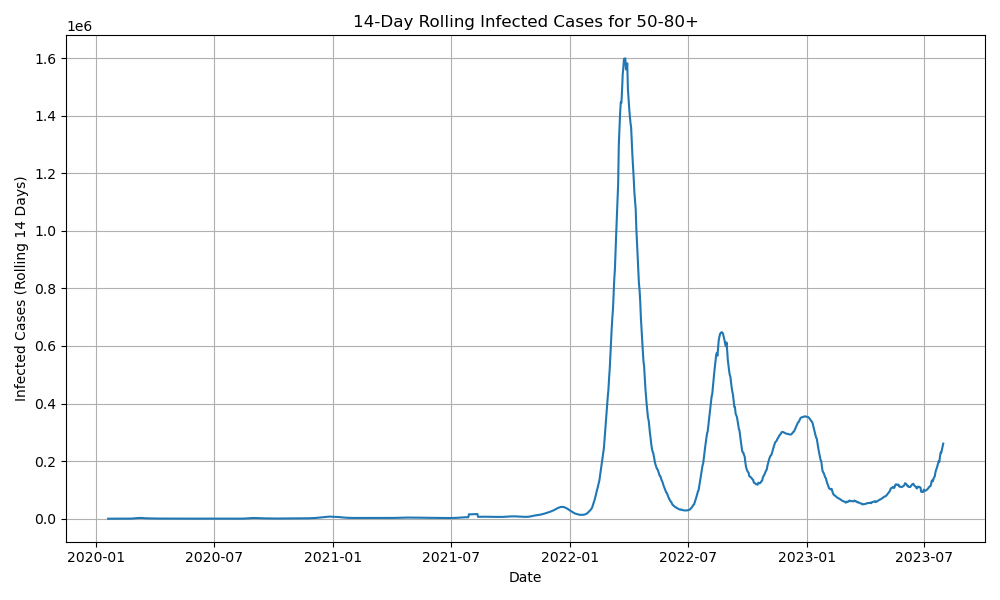 14-Day Rolling Infected Cases for 50-80+
1e6
1.6
1.4
1.2
1.0
0.8
0.6
0.4
0.2
0.0
Infected Cases (Rolling 14 Days)
2020-01 2020-07 2021-01 2021-07 2022-01 2022-07 2023-01 2023-07
Date